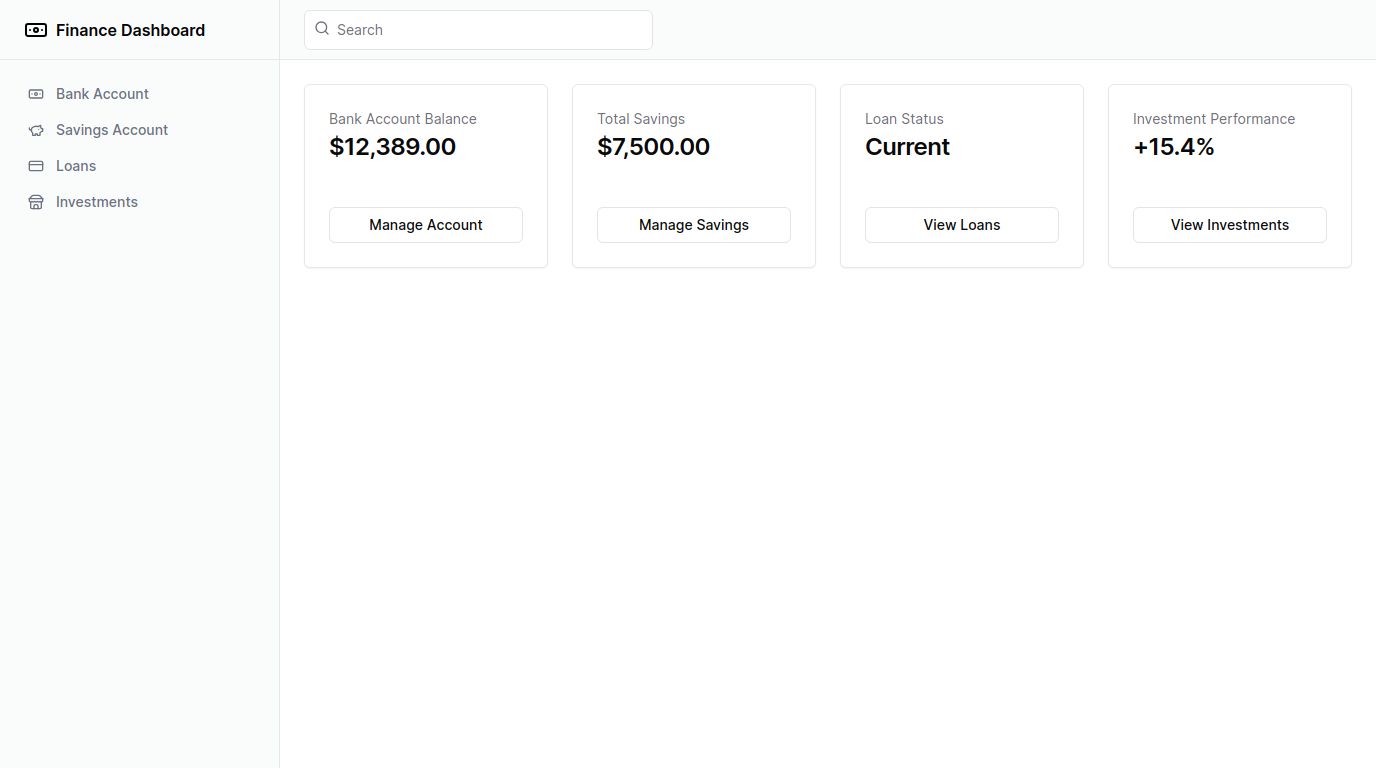 Finance Dashboard
Search
Bank Account
Savings Account
Loans
Investments
Bank Account Balance
$12,389.00
Manage Account
Total Savings
$7,500.00
Manage Savings
Loan Status
Current
View Loans
Investment Performance
+15.4%
View Investments